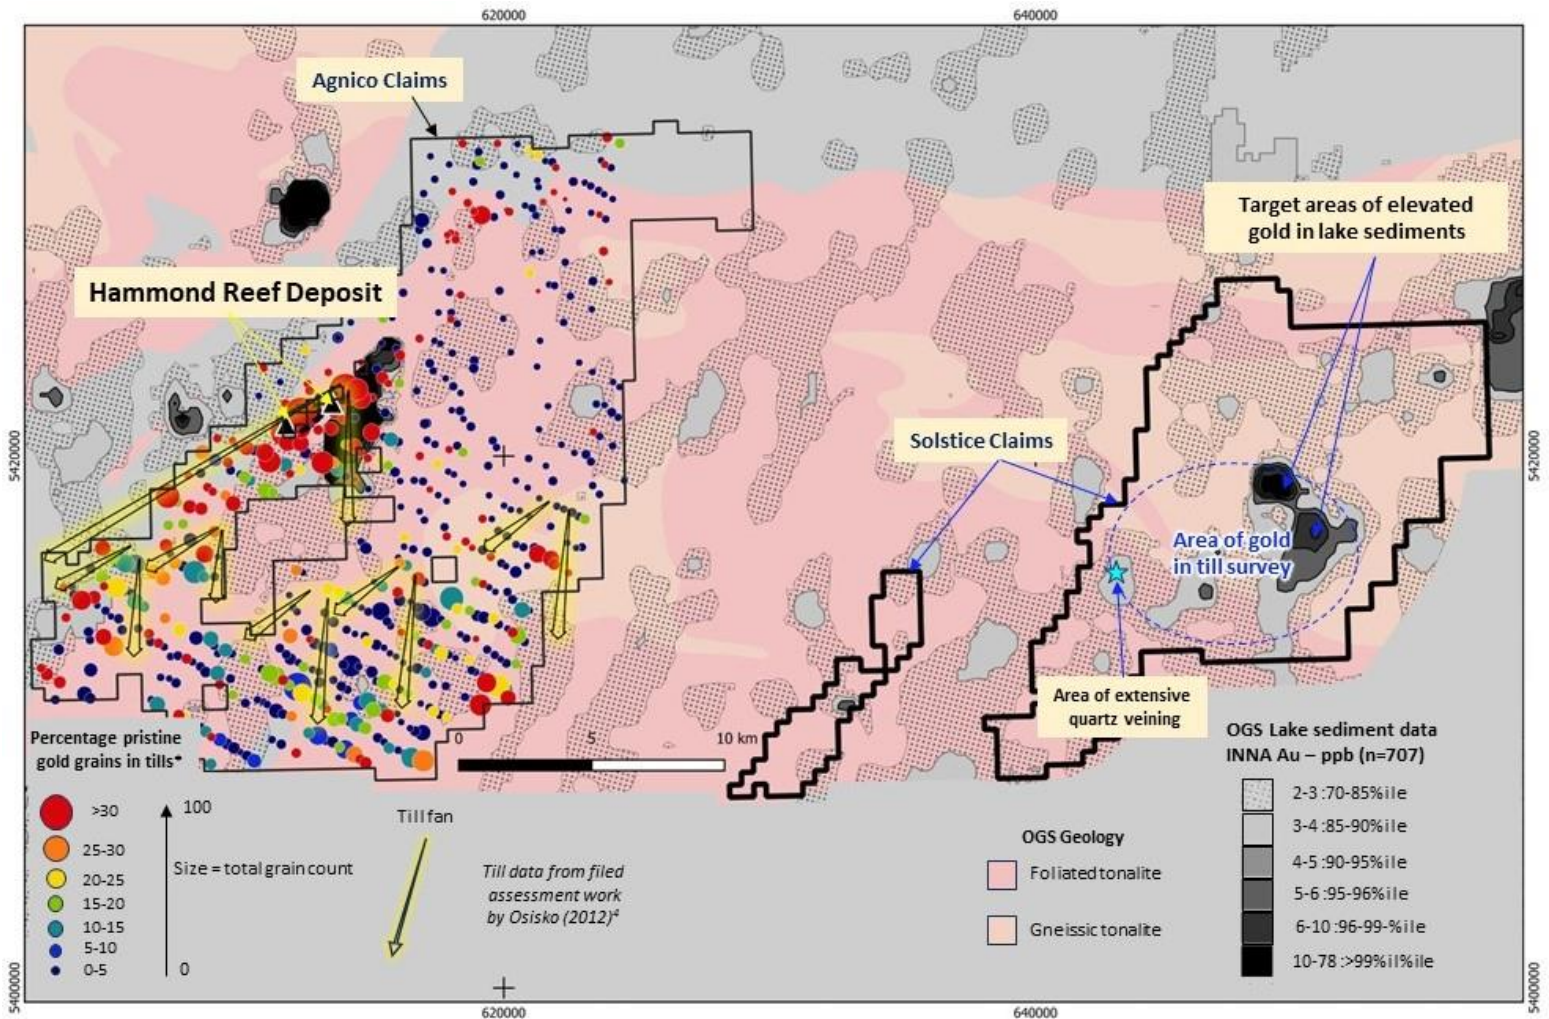 620000
640000
Agnico Claims
Target areas of elevated
gold in lake sediments
Hammond Reef Deposit
5420000
5420000
Solstice Claims
Area of gold
in till survey
Area of extensive
quartz veining
Percentage pristine
gold grains in tills*
>30
25-30
20-25
15-20
10-15
5-10
0-5
100
Size = total grain count
0
0
5
10 km
Till fan
Till data from filed
assessment work
by Osisko (2012)⁴
OGS Geology
Foliated tonalite
Gneissic tonalite
OGS Lake sediment data
INNA Au – ppb (n=707)
2-3 :70-85%ile
3-4 :85-90%ile
4-5 :90-95%ile
5-6 :95-96%ile
6-10 :96-99-%ile
10-78 :>99%il%ile
5400000
5400000
620000
640000